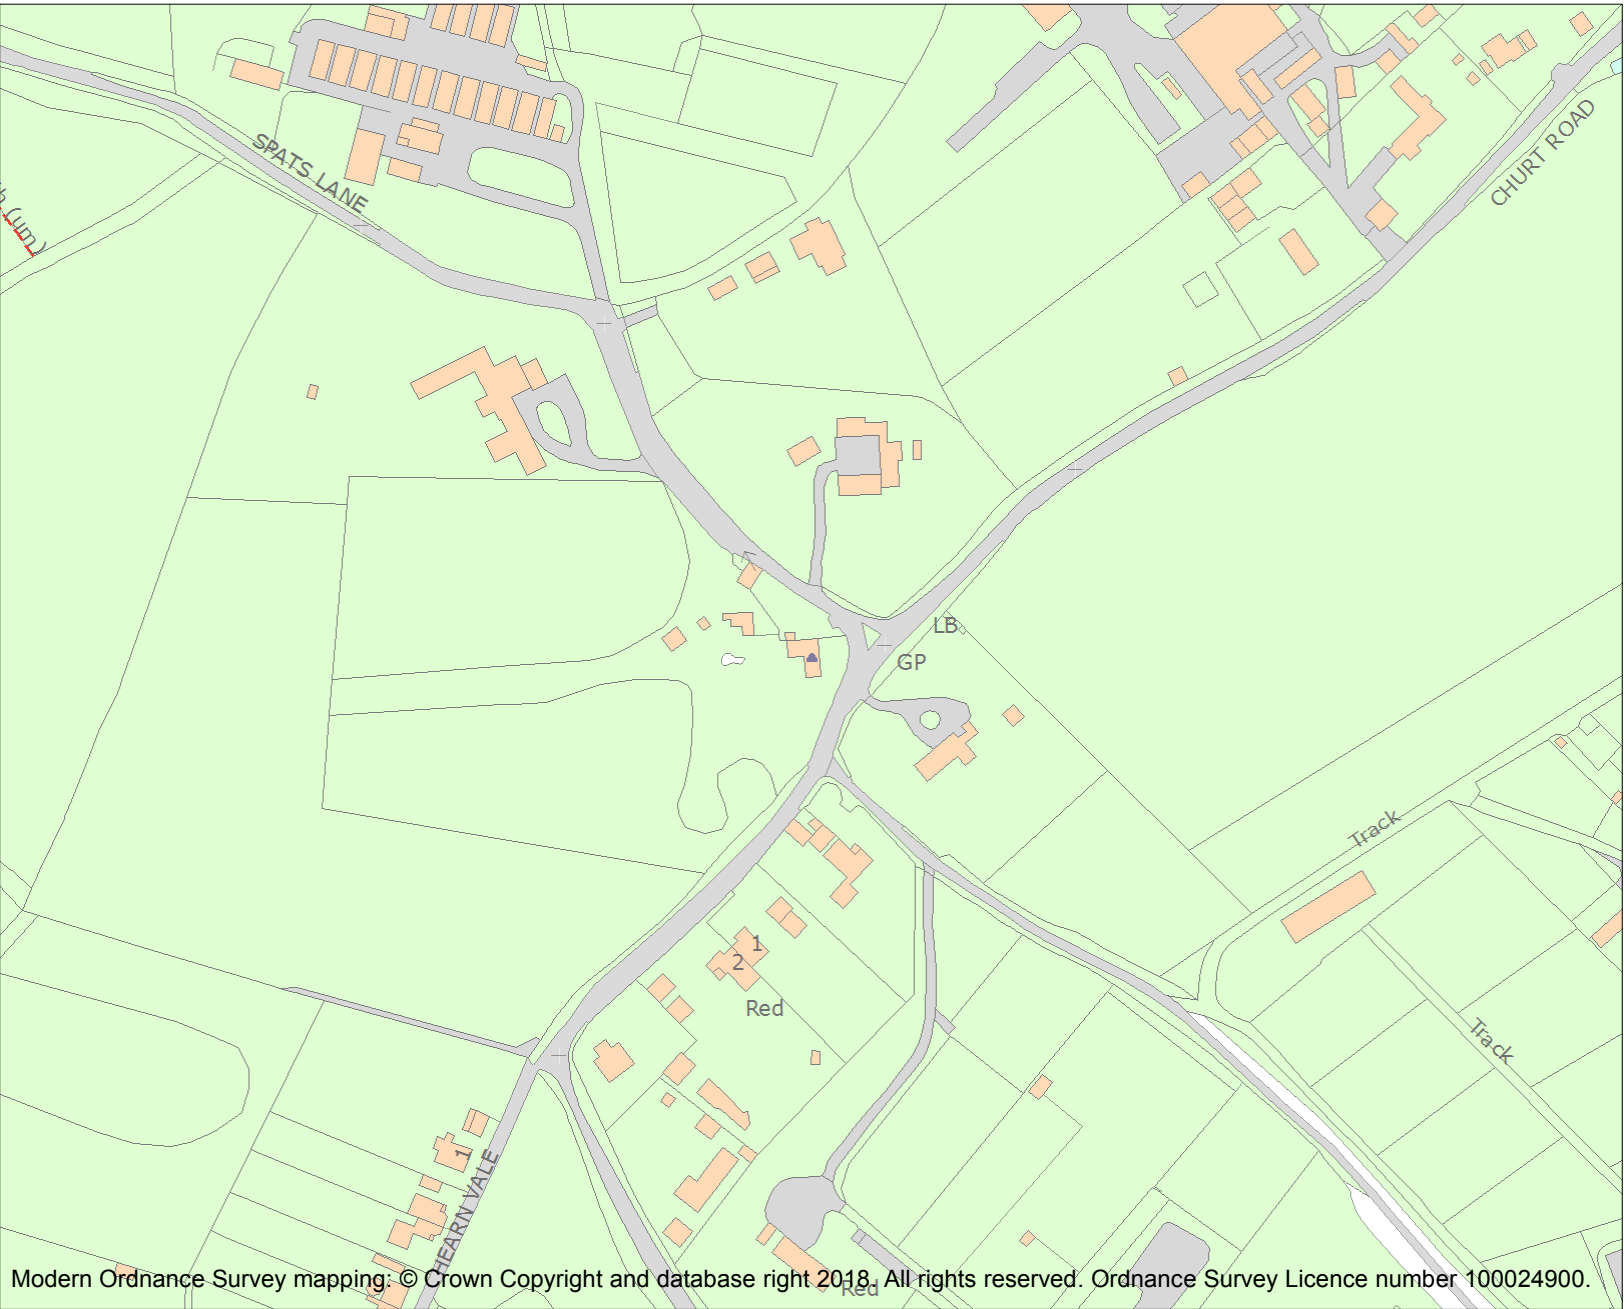 SPATS LANE
CHURT ROAD
(um)
LB
GP
Track
1
2
Red
Track
1
HEARN VALE
Red
Modern Ordnance Survey mapping: © Crown Copyright and database right 2018. All rights reserved. Ordnance Survey Licence number 100024900.